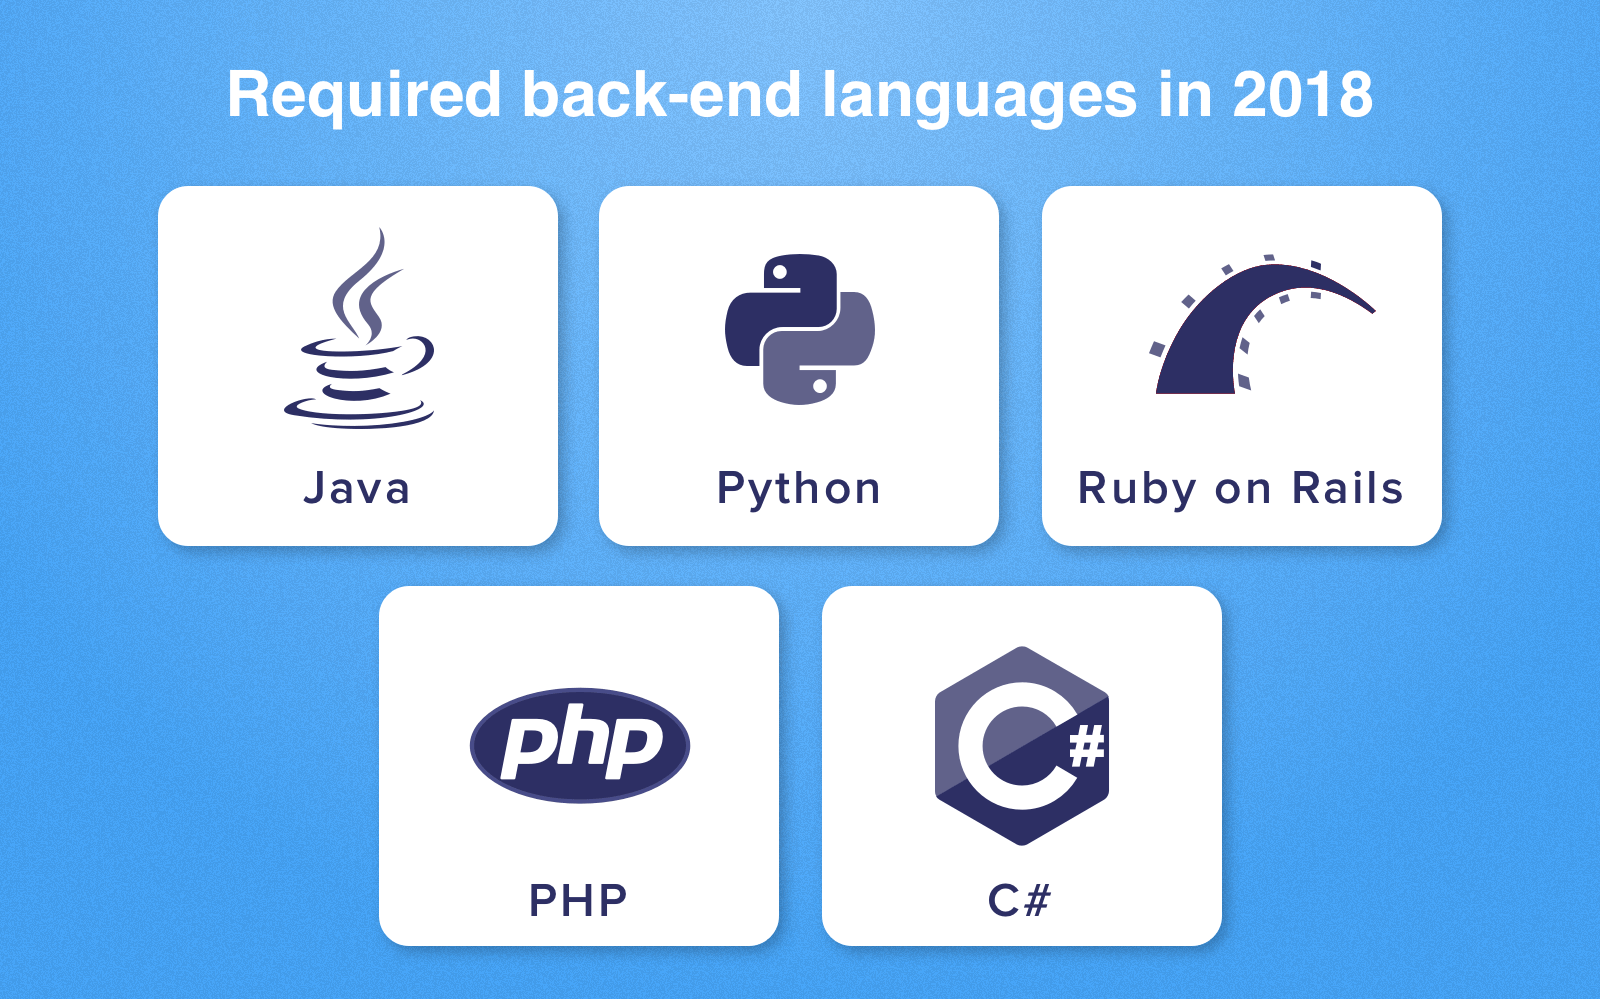 Required back-end languages in 2018
Java
Python
Ruby on Rails
php
PHP
C#
C#